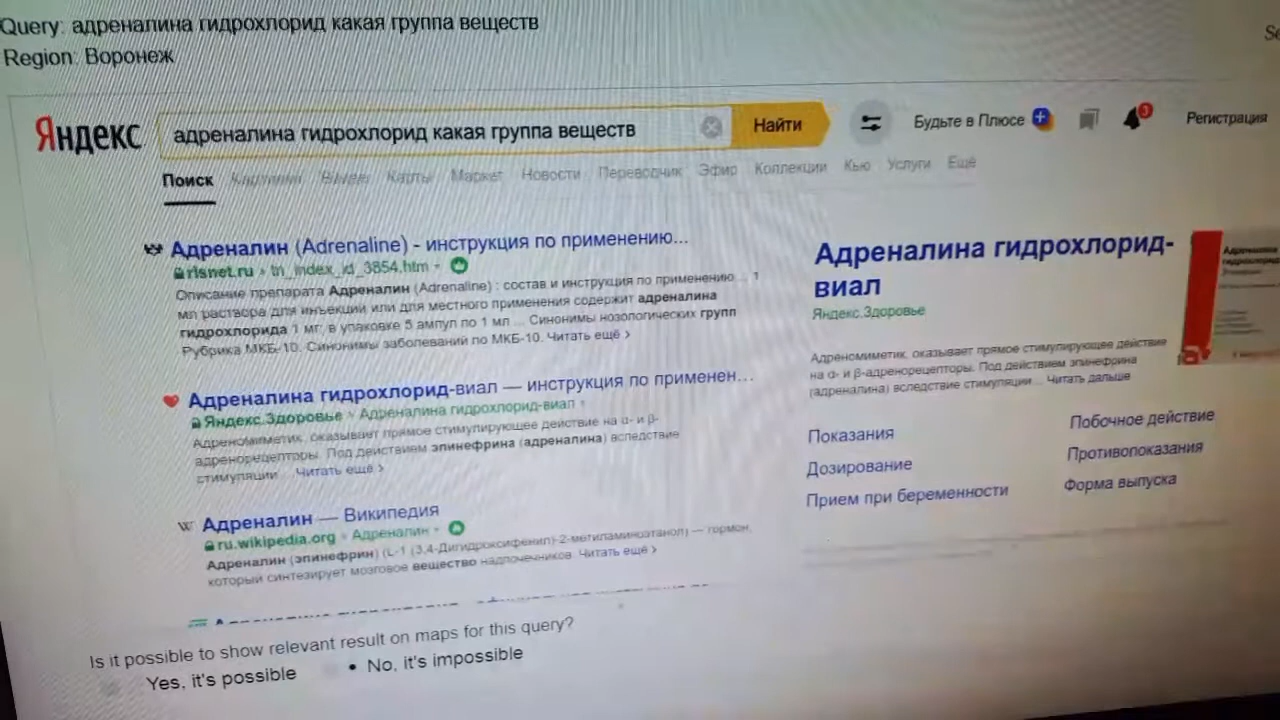 Query: адреналина гидрохлорид какая группа веществ
Region: Воронеж
Яндекс
адреналина гидрохлорид какая группа веществ
Найти
Будьте в Плюсе
3
Регистрация
Поиск Картинки Видео Карты Маркет Новости Переводчик Эфир Коллекции Кью Услуги Ещё
Адреналин (Adrenaline) - инструкция по применению...
rlsnet.ru › tn_index_id_3854.htm
Описание препарата Адреналин (Adrenaline) : состав и инструкция по применению ... 1
мл раствора для инъекций или для местного применения содержит адреналина
гидрохлорида 1 мг; в упаковке 5 ампул по 1 мл ... Синонимы нозологических групп
Рубрика МКБ-10. Синонимы заболеваний по МКБ-10. Читать ещё ›
Адреналина гидрохлорид-виал — инструкция по применен...
Яндекс.Здоровье › Адреналина гидрохлорид-виал
Адреномиметик, оказывает прямое стимулирующее действие на α- и β-
адренорецепторы. Под действием эпинефрина (адреналина) вследствие
стимуляции... Читать ещё ›
W Адреналин — Википедия
ru.wikipedia.org › Адреналин
Адреналин (эпинефрин) (L-1 (3,4-Дигидроксифенил)-2-метиламиноэтанол) — гормон,
который синтезирует мозговое вещество надпочечников. Читать ещё ›
Адреналина гидрохлорид-
виал
Яндекс.Здоровье
Адреномиметик, оказывает прямое стимулирующее действие
на α- и β-адренорецепторы. Под действием эпинефрина
(адреналина) вследствие стимуляции... Читать дальше
Показания
Побочное действие
Дозирование
Противопоказания
Прием при беременности
Форма выпуска
Is it possible to show relevant result on maps for this query?
Yes, it's possible
No, it's impossible